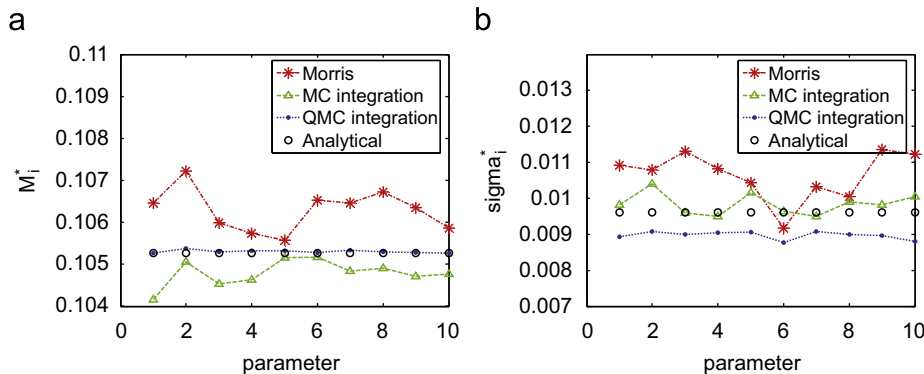 a
0.11
0.109
0.108
0.107
0.106
0.105
0.104
M_i^*
0 2 4 6 8 10
parameter
Morris
MC integration
QMC integration
Analytical
b
0.013
0.012
0.011
0.01
0.009
0.008
0.007
sigma_i^*
0 2 4 6 8 10
parameter
Morris
MC integration
QMC integration
Analytical